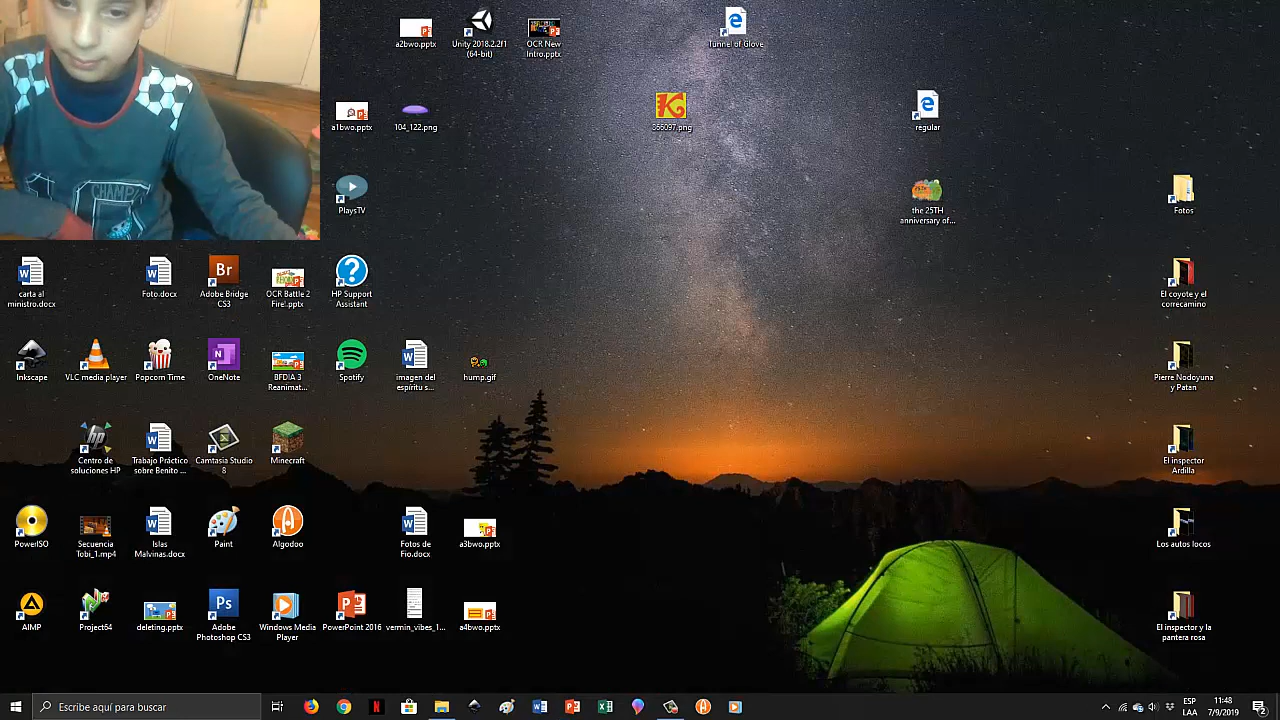 a2bwo.pptx
Unity 2018.2.2f1
(64-bit)
OCR New
Intro.pptx
Tunnel of Glove
a1bwo.pptx
104_122.png
866097.png
regular
CHAMP
PlaysTV
the 25TH
anniversary of...
Fotos
carta al
ministro.docx
Foto.docx
Br
Adobe Bridge
CS3
OCR Battle 2
Fire!.pptx
HP Support
Assistant
El coyote y el
correcamino
Inkscape
VLC media player
Popcorn Time
OneNote
BFDIA 3
Reanimat...
Spotify
imagen del
espíritu s...
hump.gif
Pierre Nodoyuna
y Patan
Centro de
soluciones HP
Trabajo Práctico
sobre Benito ...
Camtasia Studio
8
Minecraft
El inspector
Ardilla
PowerISO
Secuencia
Tobi_1.mp4
Islas
Malvinas.docx
Paint
Algodoo
Fotos de
Fio.docx
a3bwo.pptx
Los autos locos
AIMP
Project64
deleting.pptx
Ps
Adobe
Photoshop CS3
Windows Media
Player
PowerPoint 2016
vermin_vibes_1...
a4bwo.pptx
El inspector y la
pantera rosa
Escribe aquí para buscar
ESP
LAA
11:48
7/9/2019